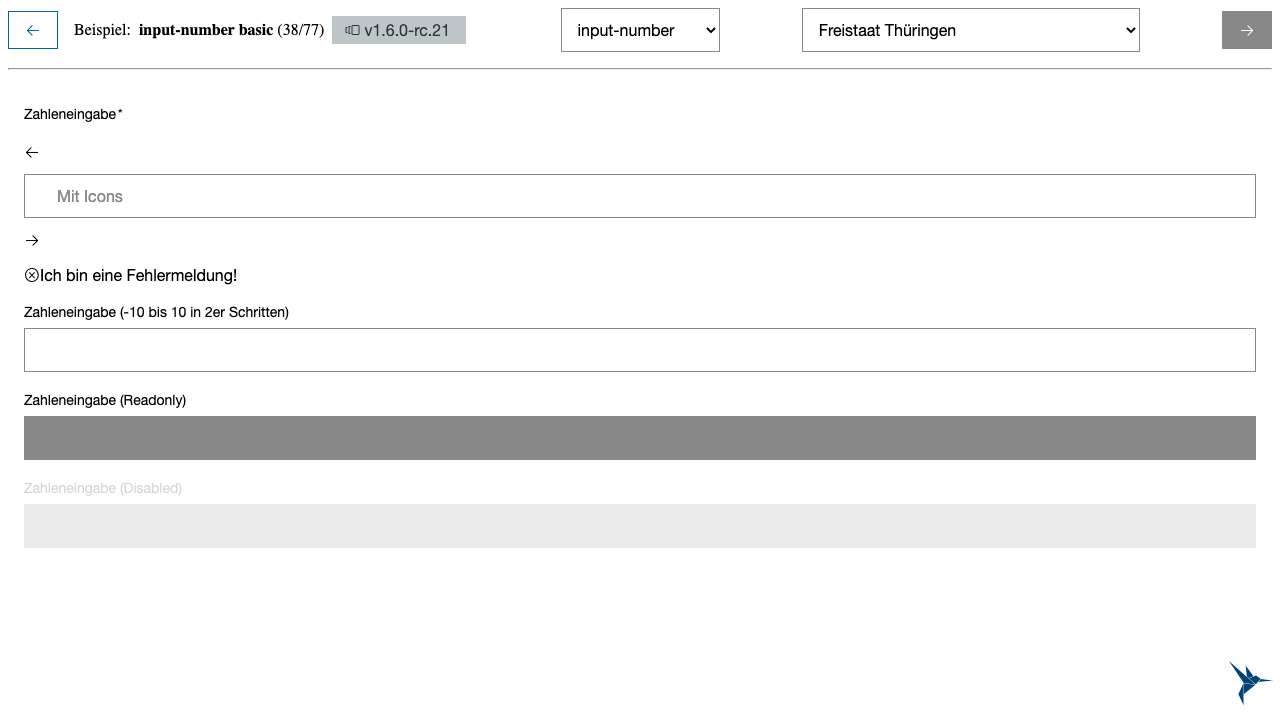 Beispiel: input-number basic (38/77) v1.6.0-rc.21 input-number Freistaat Thüringen
Zahleneingabe*
Mit Icons
Ich bin eine Fehlermeldung!
Zahleneingabe (-10 bis 10 in 2er Schritten)
Zahleneingabe (Readonly)
Zahleneingabe (Disabled)